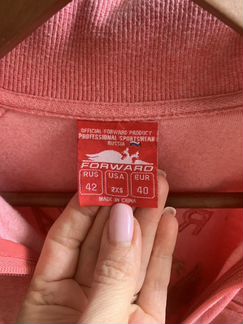 OFFICIAL FORWARD PRODUCT
PROFESSIONAL SPORTSWEAR
RUSSIA
FORWARD
RUS USA EUR
42 2XS 40
MADE IN CHINA